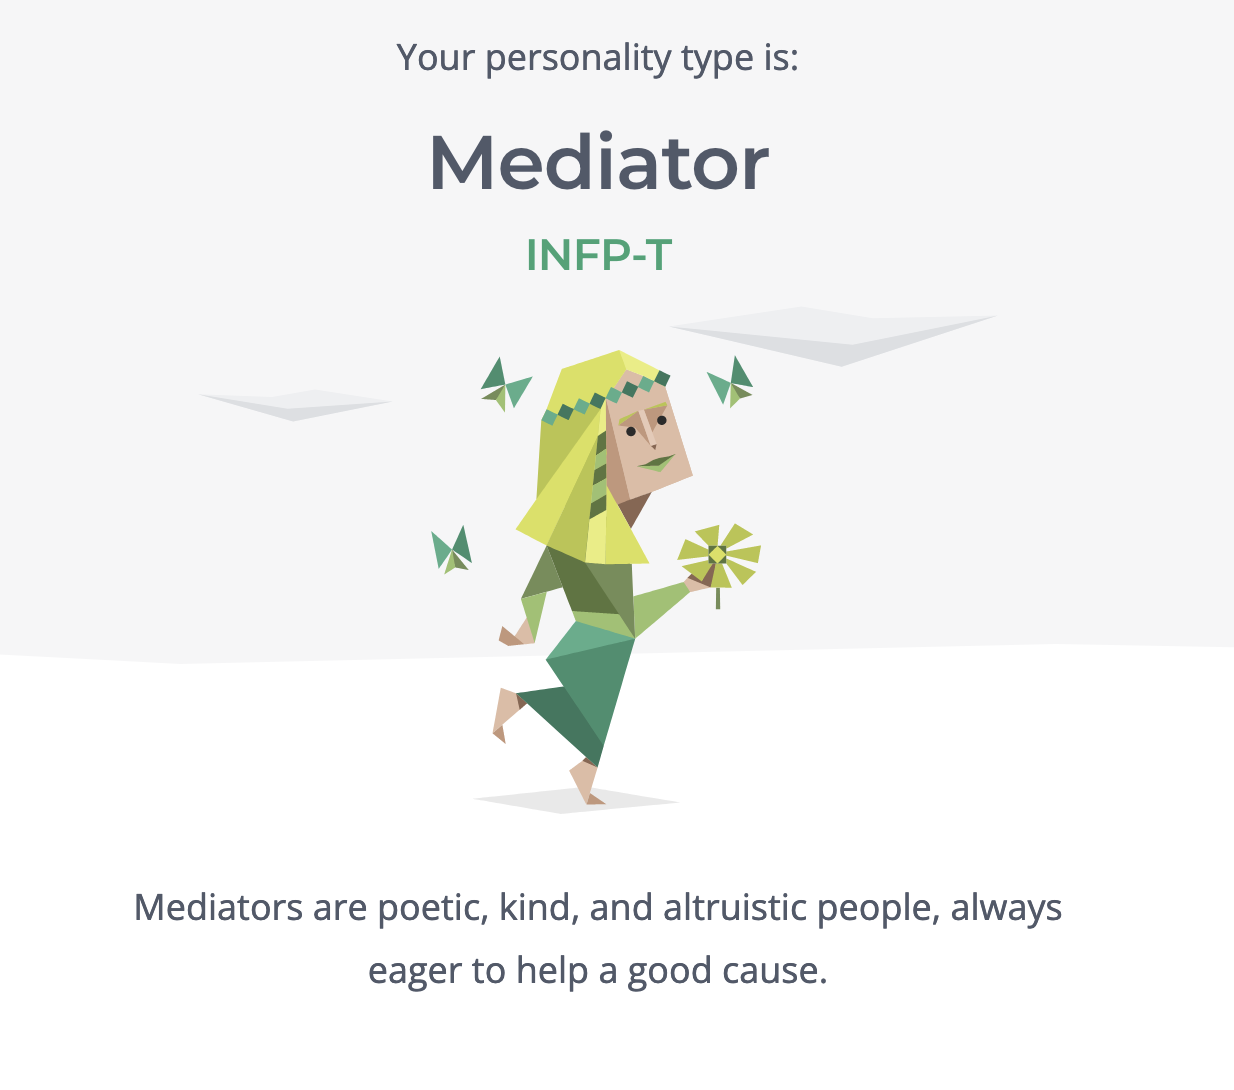 Your personality type is:
Mediator
INFP-T
Mediators are poetic, kind, and altruistic people, always
eager to help a good cause.